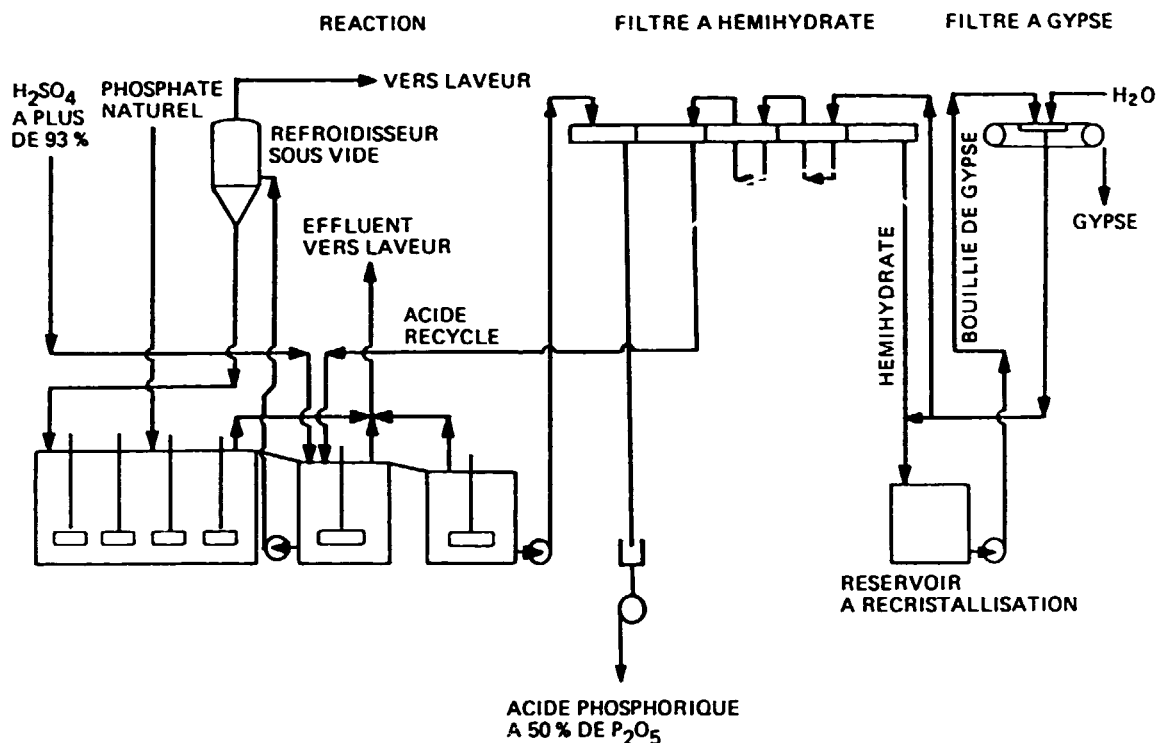 REACTION
FILTRE A HEMIHYDRATE
FILTRE A GYPSE
H₂SO₄
A PLUS
DE 93 %
PHOSPHATE
NATUREL
VERS LAVEUR
REFROIDISSEUR
SOUS VIDE
EFFLUENT
VERS LAVEUR
ACIDE
RECYCLE
HEMIHYDRATE
BOUILLIE DE GYPSE
H₂O
GYPSE
RESERVOIR
A RECRISTALLISATION
ACIDE PHOSPHORIQUE
A 50 % DE P₂O₅